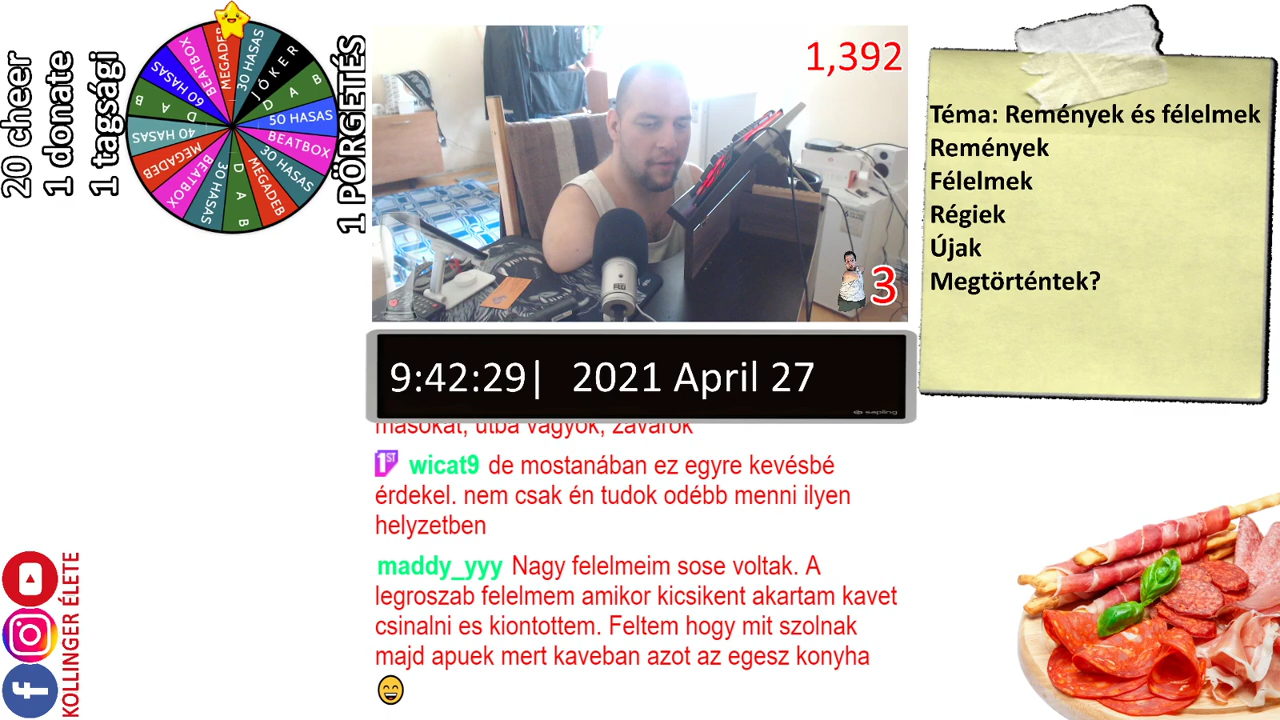 20 cheer
1 donate
1 tagsági
1 PÖRGETÉS
MEGADEB
30 HASAS
JÓKER
D A B
50 HASAS
BEATBOX
30 HASAS
MEGADEB
D A B
30 HASAS
BEATBOX
MEGADEB
40 HASAS
D A B
60 HASAS
BEATBOX
1,392
3
Téma: Remények és félelmek
Remények
Félelmek
Régiek
Újak
Megtörténtek?
9:42:29| 2021 April 27
sapling
másokat, útba vagyok, zavarok
1ST wicat9 de mostanában ez egyre kevésbé
érdekel. nem csak én tudok odébb menni ilyen
helyzetben
maddy_yyy Nagy felelmeim sose voltak. A
legroszab felelmem amikor kicsikent akartam kavet
csinalni es kiontottem. Feltem hogy mit szolnak
majd apuek mert kaveban azot az egesz konyha
KOLLINGER ÉLETE